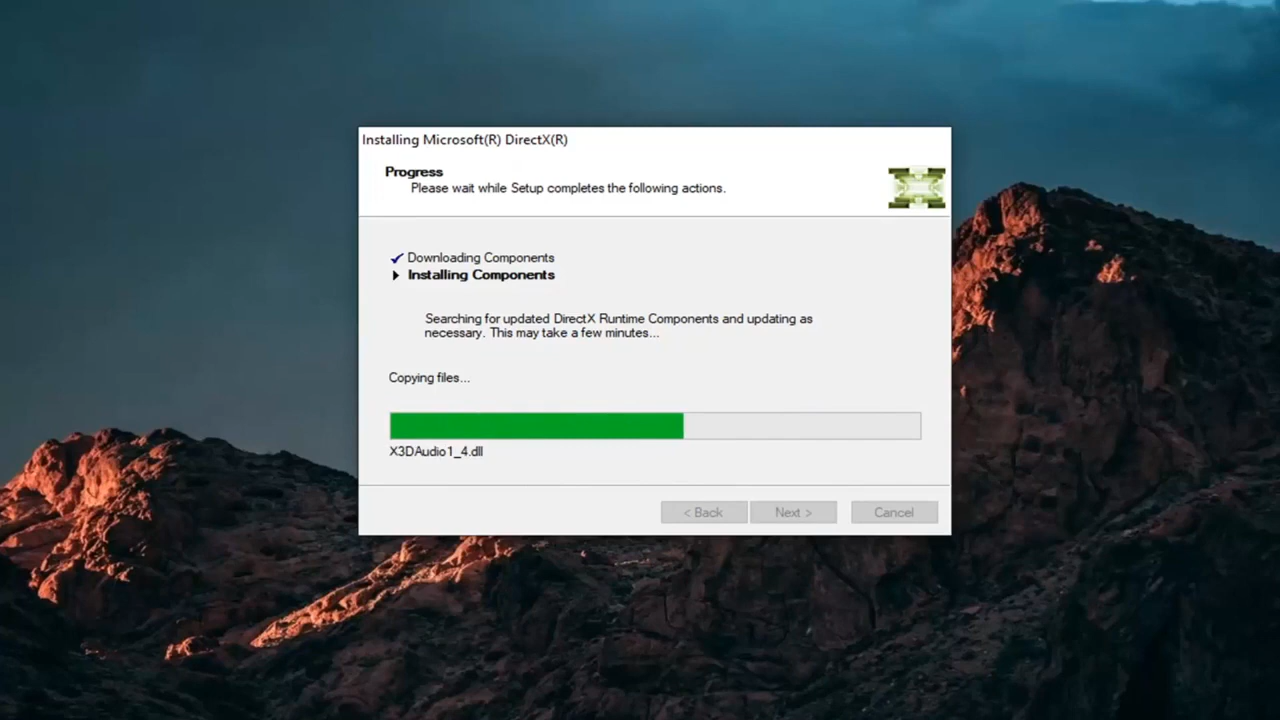 Installing Microsoft(R) DirectX(R)
Progress
Please wait while Setup completes the following actions.
Downloading Components
Installing Components
Searching for updated DirectX Runtime Components and updating as
necessary. This may take a few minutes...
Copying files...
X3DAudio1_4.dll
< Back
Next >
Cancel